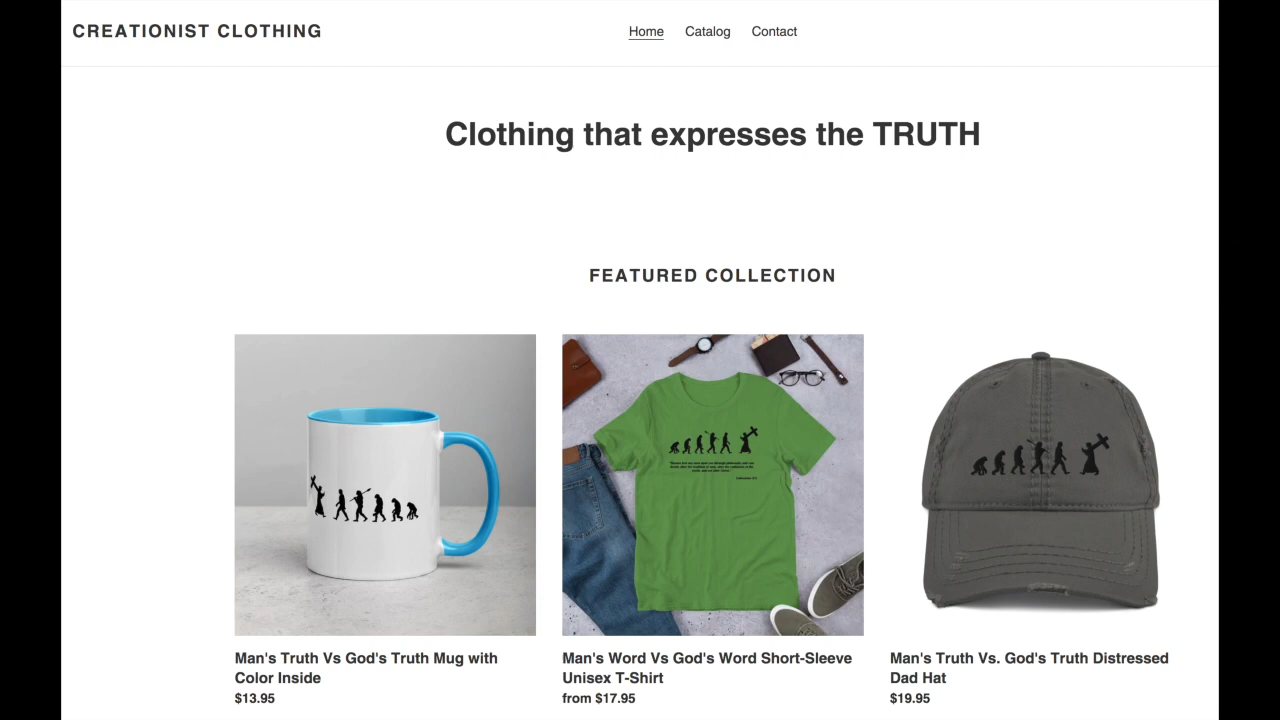 CREATIONIST CLOTHING
Home Catalog Contact
Clothing that expresses the TRUTH
FEATURED COLLECTION
Man's Truth Vs God's Truth Mug with
Color Inside
$13.95
Man's Word Vs God's Word Short-Sleeve
Unisex T-Shirt
from $17.95
Man's Truth Vs. God's Truth Distressed
Dad Hat
$19.95